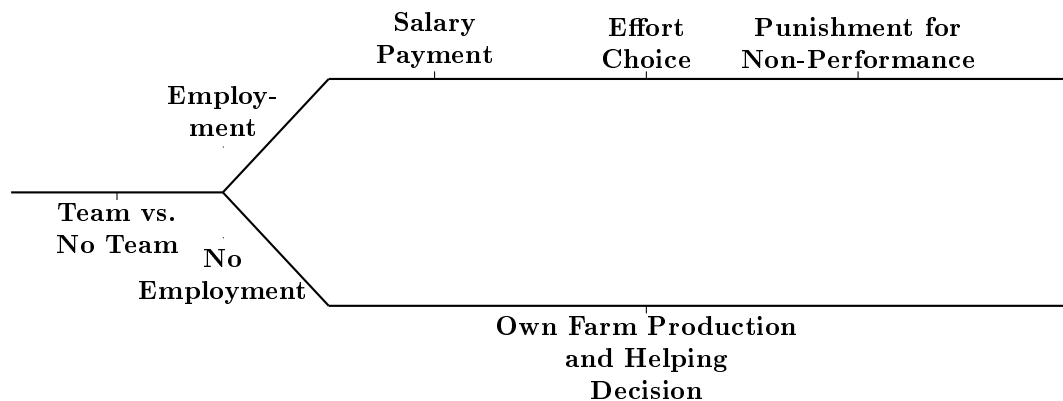 Salary
Payment
Effort
Choice
Punishment for
Non-Performance
Employ-
ment
Team vs.
No Team
No
Employment
Own Farm Production
and Helping
Decision